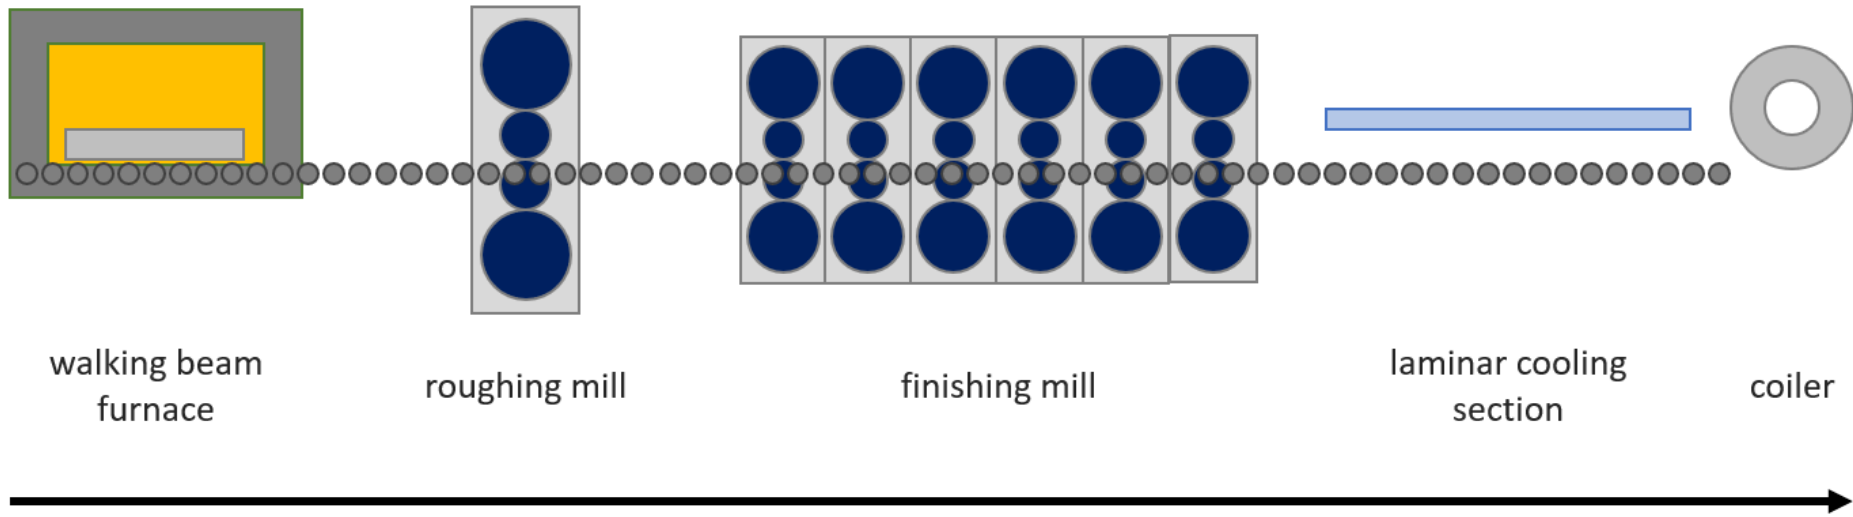 walking beam
furnace
roughing mill
finishing mill
laminar cooling
section
coiler